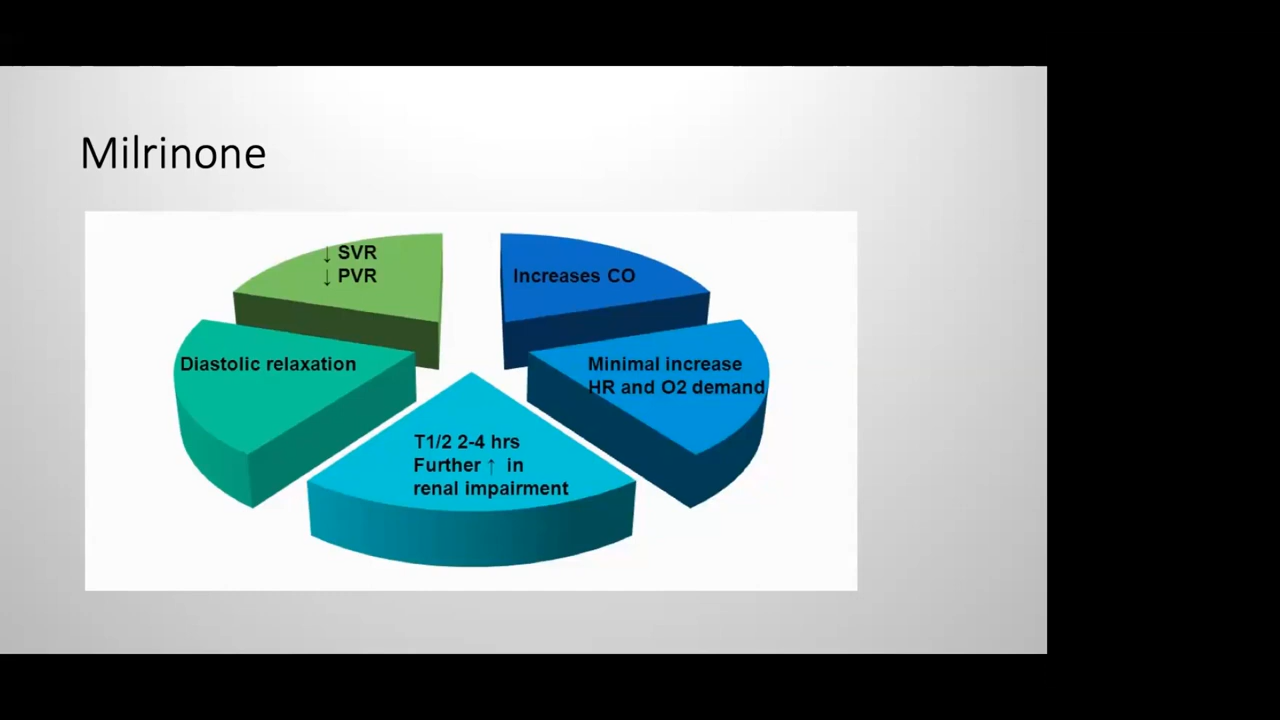 Milrinone
↓ SVR
↓ PVR
Increases CO
Diastolic relaxation
Minimal increase
HR and O2 demand
T1/2 2-4 hrs
Further ↑ in
renal impairment